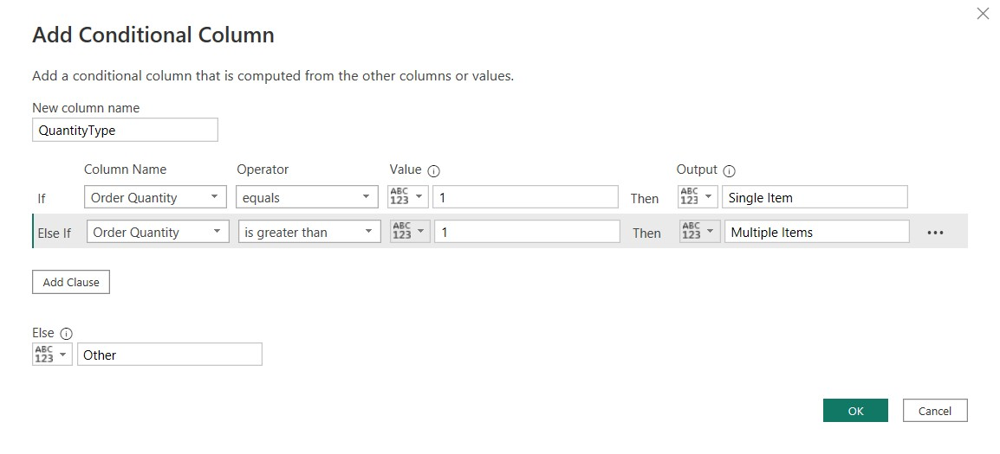 Add Conditional Column
Add a conditional column that is computed from the other columns or values.
New column name
QuantityType
Column Name Operator Value Output
If Order Quantity equals ABC 123 1 Then ABC 123 Single Item
Else If Order Quantity is greater than ABC 123 1 Then ABC 123 Multiple Items ...
Add Clause
Else
ABC 123 Other
OK Cancel